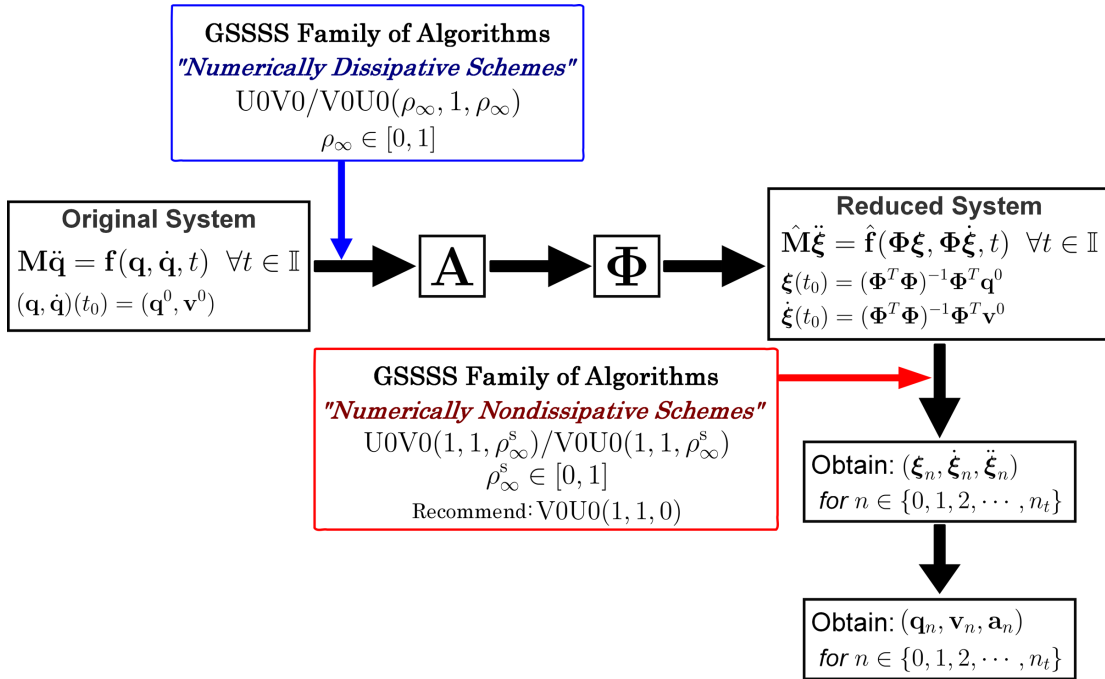 GSSSS Family of Algorithms
"Numerically Dissipative Schemes"
U0V0/V0U0(ρ∞, 1, ρ∞)
ρ∞ ∈ [0, 1]
Original System
Mq̈ = f(q, q̇, t) ∀t ∈ 𝕀
(q, q̇)(t₀) = (q⁰, v⁰)
A
Φ
Reduced System
M̂ξ̈ = f̂(Φξ, Φξ̇, t) ∀t ∈ 𝕀
ξ(t₀) = (ΦᵀΦ)⁻¹Φᵀq⁰
ξ̇(t₀) = (ΦᵀΦ)⁻¹Φᵀv⁰
GSSSS Family of Algorithms
"Numerically Nondissipative Schemes"
U0V0(1, 1, ρ∞ˢ)/V0U0(1, 1, ρ∞ˢ)
ρ∞ˢ ∈ [0, 1]
Recommend: V0U0(1, 1, 0)
Obtain: (ξₙ, ξ̇ₙ, ξ̈ₙ)
for n ∈ {0, 1, 2, ⋯ , nₜ}
Obtain: (qₙ, vₙ, aₙ)
for n ∈ {0, 1, 2, ⋯ , nₜ}